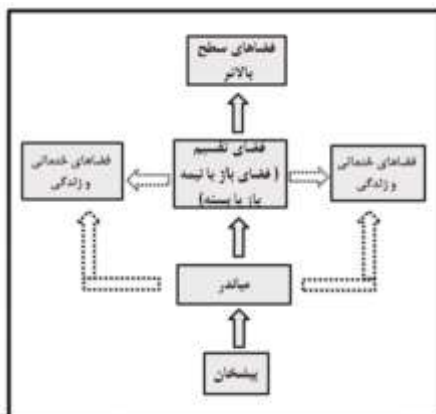 فضاهای سطح
بالاتر
فضاهای خدماتی
و زندگی
فضای تقسیم
( فضای باز یا نیمه
باز یا بسته)
فضاهای خدماتی
و زندگی
میاندر
پیشخان